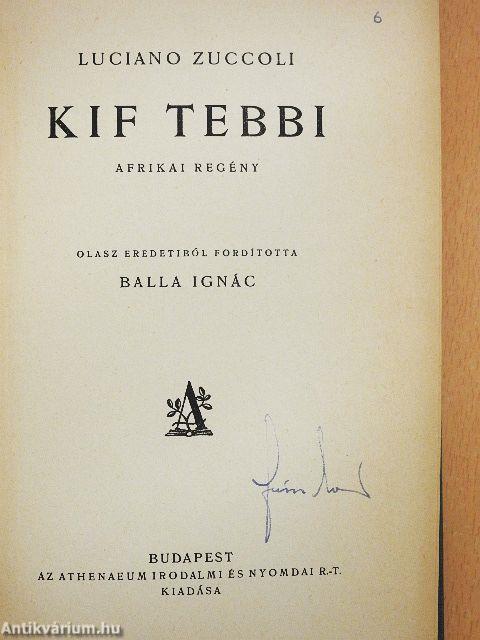 6
LUCIANO ZUCCOLI
KIF TEBBI
AFRIKAI REGÉNY
OLASZ EREDETIBŐL FORDÍTOTTA
BALLA IGNÁC
A
BUDAPEST
AZ ATHENAEUM IRODALMI ÉS NYOMDAI R.-T.
KIADÁSA
Antikvárium.hu